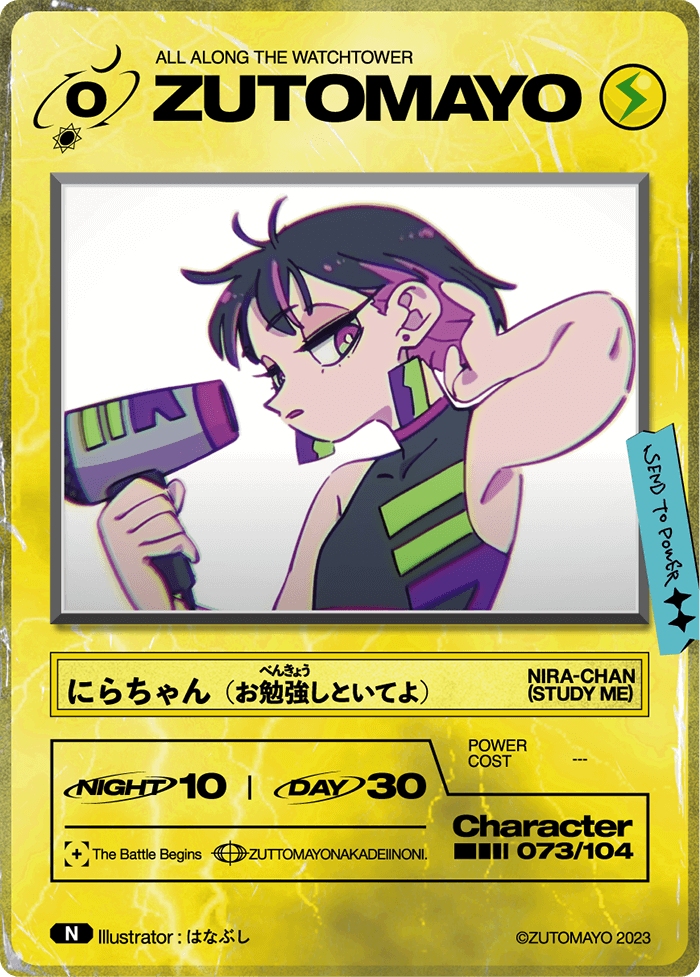 ALL ALONG THE WATCHTOWER
ZUTOMAYO
SEND TO POWER
べんきょう
にらちゃん（お勉強しといてよ）
NIRA-CHAN
(STUDY ME)
NIGHT 10 | DAY 30
POWER
COST ---
The Battle Begins ZUTTOMAYONAKADEIINONI.
Character
073/104
N Illustrator : はなぶし
©ZUTOMAYO 2023